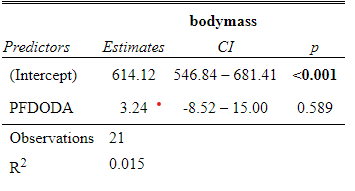 bodymass
Predictors Estimates CI p
(Intercept) 614.12 546.84 – 681.41 <0.001
PFDODA 3.24 -8.52 – 15.00 0.589
Observations 21
R² 0.015